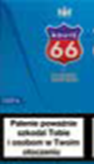 ROUTE
66
Palenie poważnie
szkodzi Tobie
i osobom w Twoim
otoczeniu